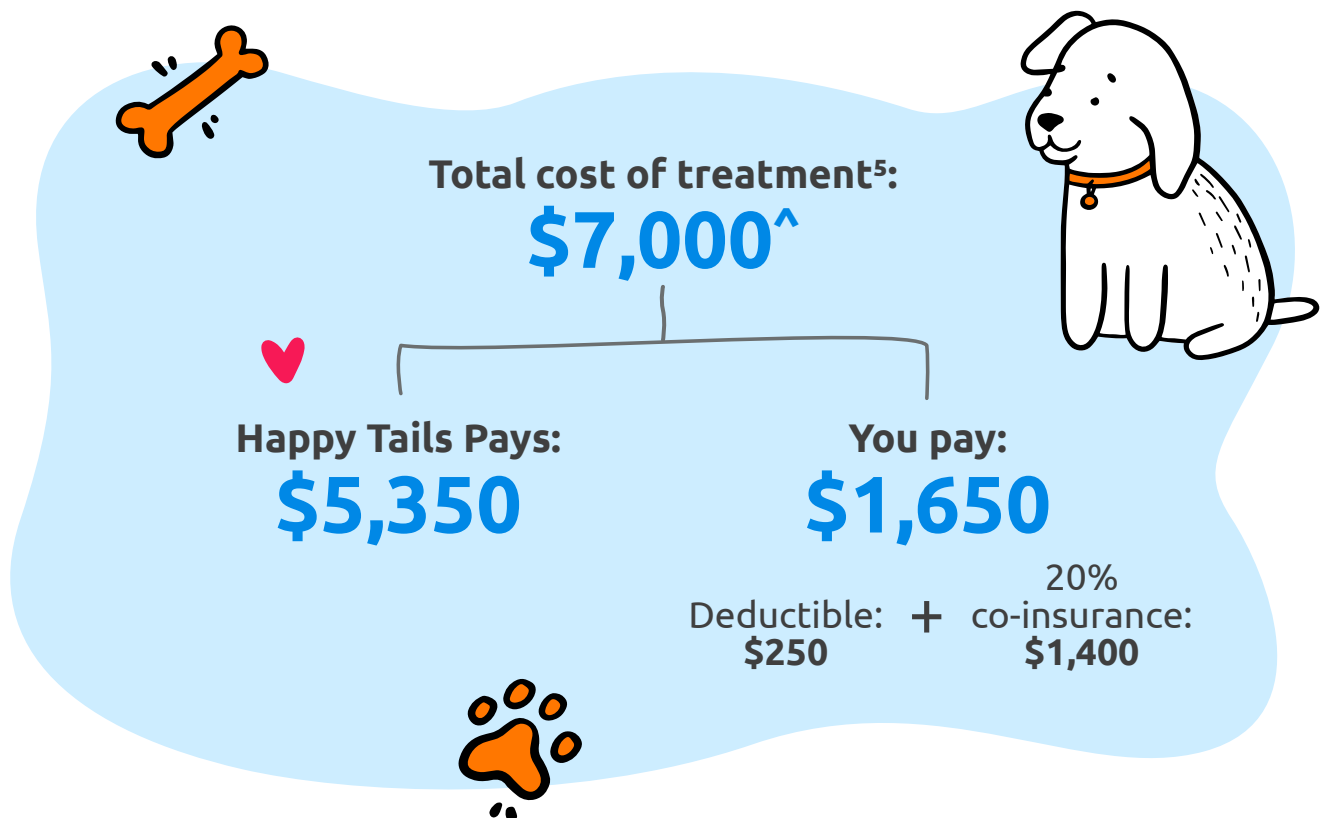 Total cost of treatment⁵:
$7,000^
Happy Tails Pays:
$5,350
You pay:
$1,650
Deductible:
$250
+
20%
co-insurance:
$1,400